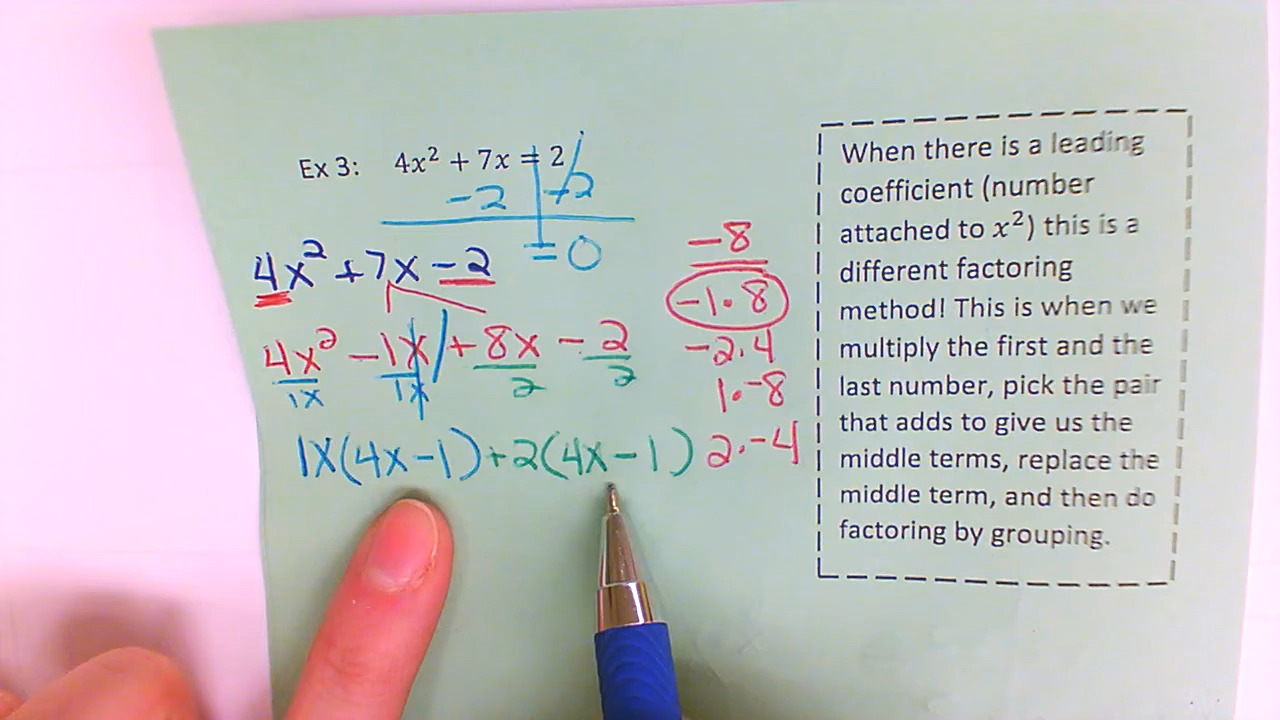 Ex 3: 4x² + 7x = 2
-2 -2
= 0
4x² + 7x - 2
4x² - 1x + 8x - 2
1x 1x 2 2
1x(4x - 1) + 2(4x - 1)
-8
-1 · 8
-2 · 4
1 · -8
2 · -4
When there is a leading
coefficient (number
attached to x²) this is a
different factoring
method! This is when we
multiply the first and the
last number, pick the pair
that adds to give us the
middle terms, replace the
middle term, and then do
factoring by grouping.